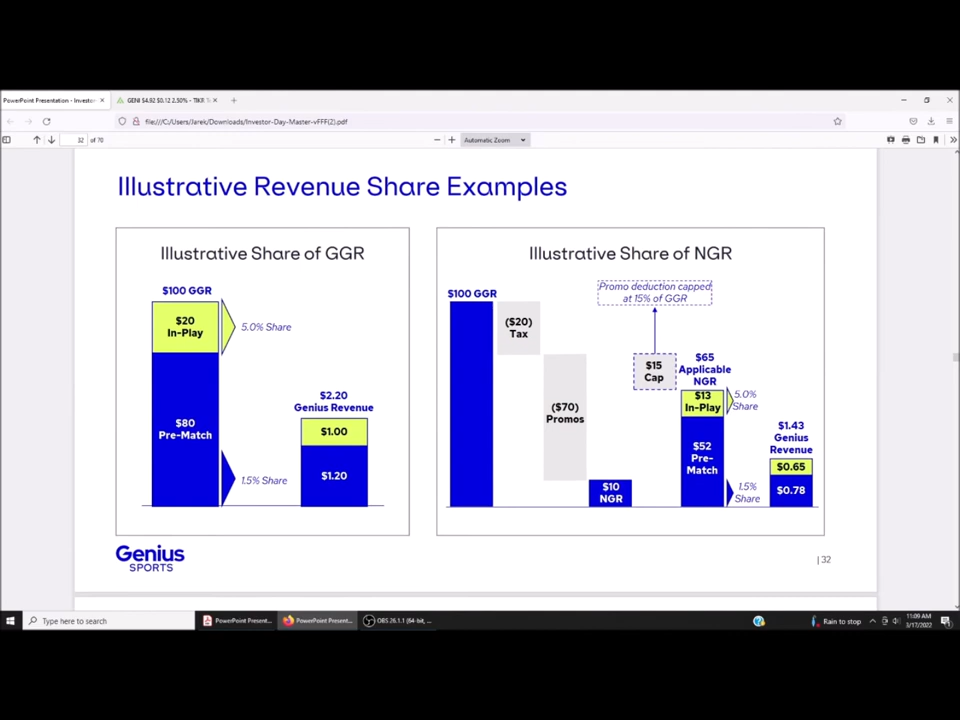 PowerPoint Presentation - Investor-
GENI $4.92 $0.12 2.50% - TIKR T
file:///C:/Users/Jarek/Downloads/Investor-Day-Master-vFFF(2).pdf
32 of 70
Automatic Zoom
Illustrative Revenue Share Examples
Illustrative Share of GGR
$100 GGR
$20
In-Play
5.0% Share
$80
Pre-Match
1.5% Share
$2.20
Genius Revenue
$1.00
$1.20
Illustrative Share of NGR
$100 GGR
($20)
Tax
($70)
Promos
$10
NGR
Promo deduction capped
at 15% of GGR
$15
Cap
$65
Applicable
NGR
$13
In-Play
5.0%
Share
$52
Pre-
Match
1.5%
Share
$1.43
Genius
Revenue
$0.65
$0.78
Genius
SPORTS
| 32
Type here to search
PowerPoint Present...
PowerPoint Present...
OBS 26.1.1 (64-bit, ...
Rain to stop
11:09 AM
3/17/2022